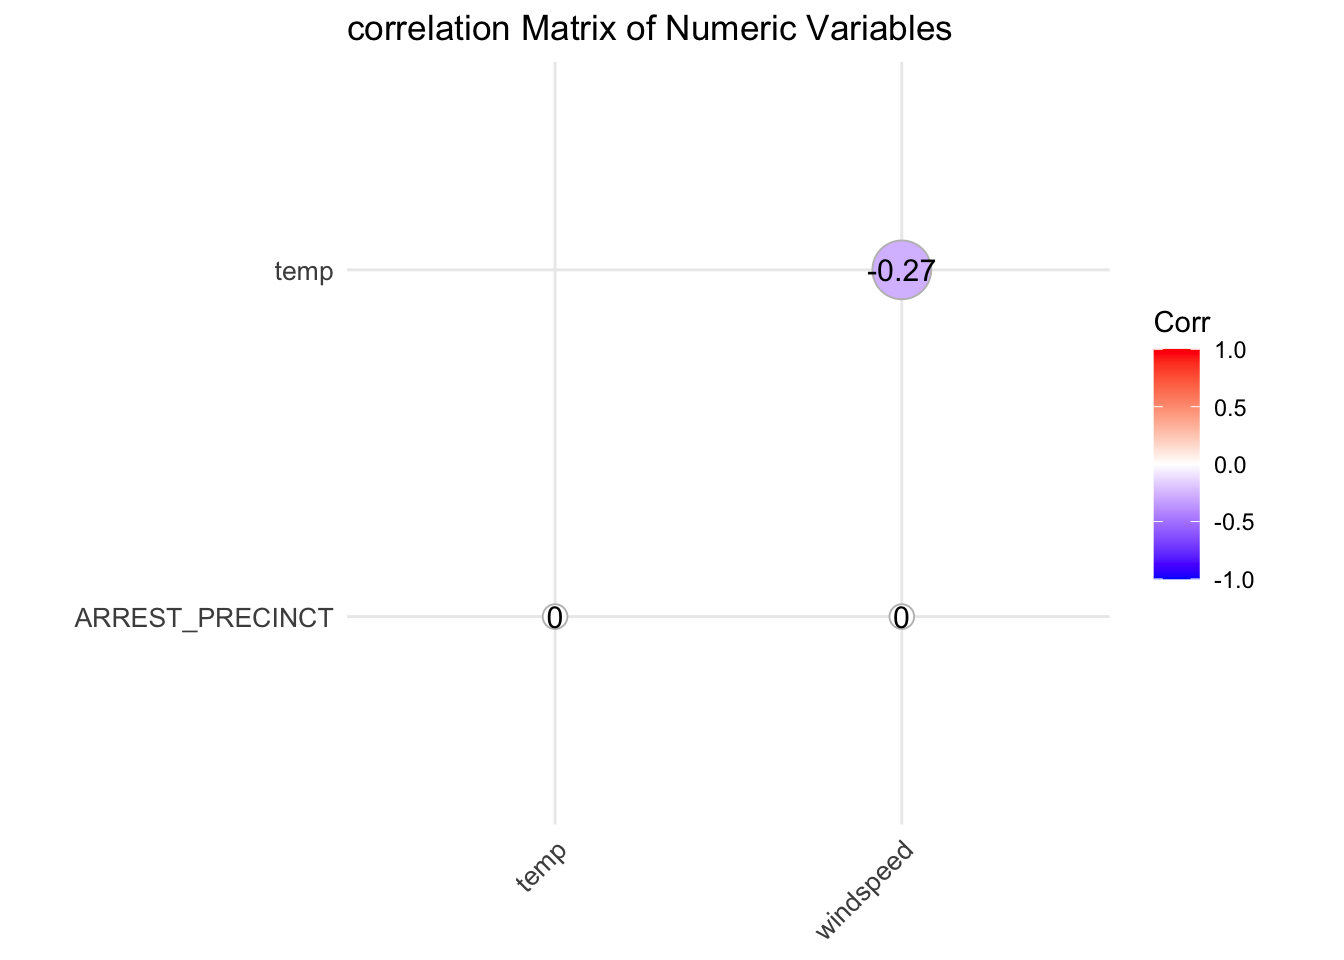 correlation Matrix of Numeric Variables
temp
-0.27
ARREST_PRECINCT
0
0
temp
windspeed
Corr
1.0
0.5
0.0
-0.5
-1.0